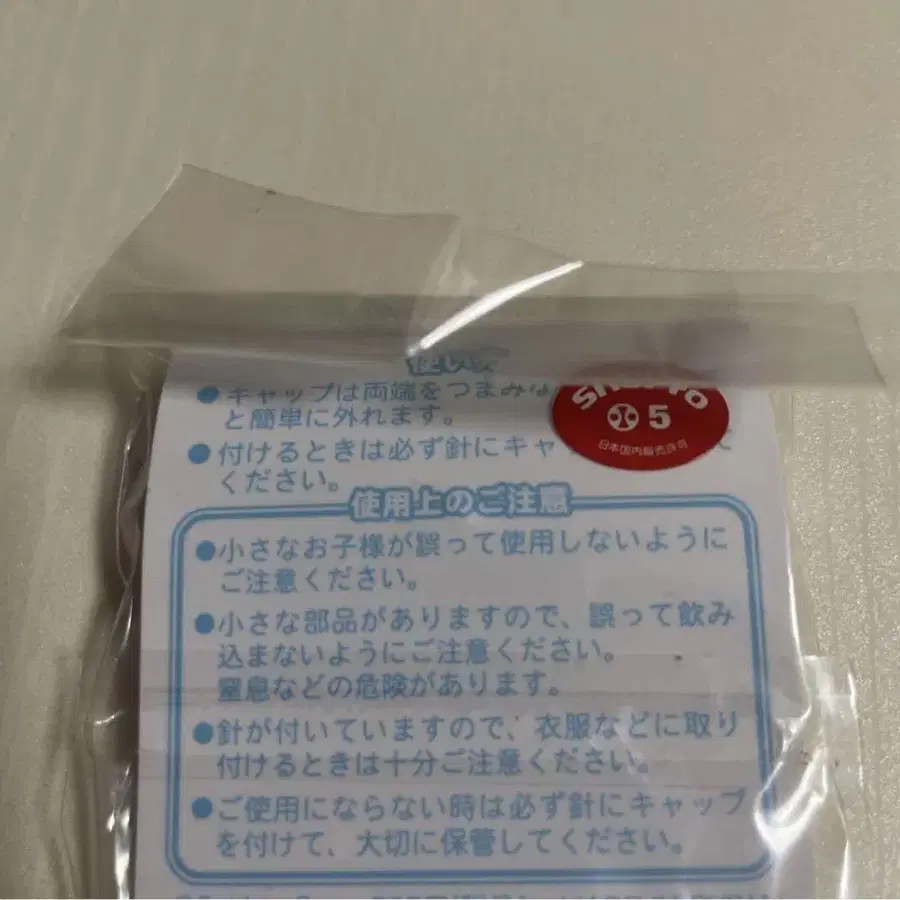 使い方
●キャップは両端をつまみな
と簡単に外れます。
5
日本国内販売許可
●付けるときは必ず針にキャッ
ください。
使用上のご注意
●小さなお子様が誤って使用しないように
ご注意ください。
●小さな部品がありますので、誤って飲み
込まないようにご注意ください。
窒息などの危険があります。
●針が付いていますので、衣服などに取り
付けるときは十分ご注意ください。
●ご使用にならない時は必ず針にキャップ
を付けて、大切に保管してください。